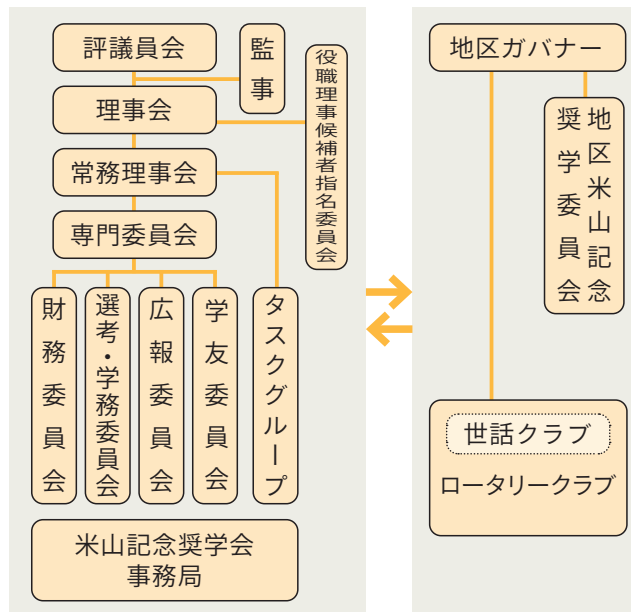 評議員会
監事
役職理事候補者指名委員会
理事会
常務理事会
専門委員会
財務委員会
選考・学務委員会
広報委員会
学友委員会
タスクグループ
米山記念奨学会
事務局
地区ガバナー
地区米山記念
奨学委員会
世話クラブ
ロータリークラブ